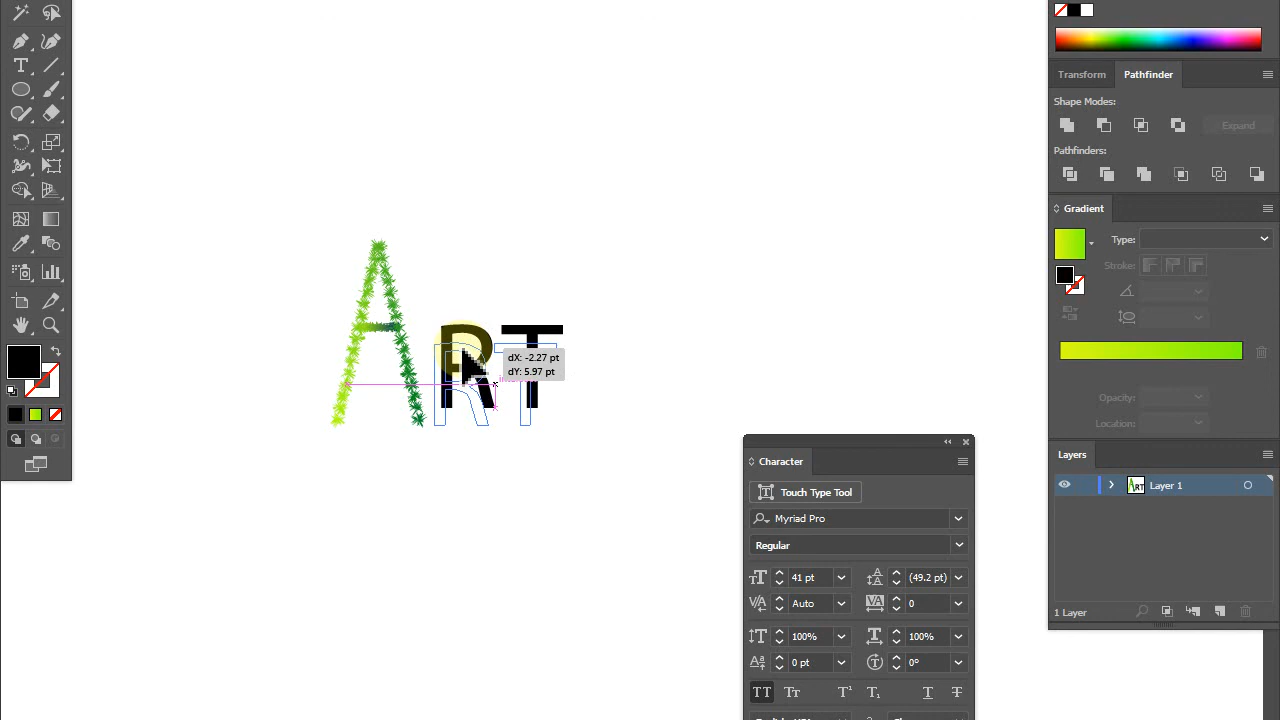 Transform
Pathfinder
Shape Modes:
Expand
Pathfinders:
Gradient
Type:
Stroke:
ART
dX: -2.27 pt
dY: 5.97 pt
Opacity:
Location:
Layers
Layer 1
1 Layer
Character
Touch Type Tool
Myriad Pro
Regular
41 pt
(49.2 pt)
Auto
0
100%
100%
0 pt
0°